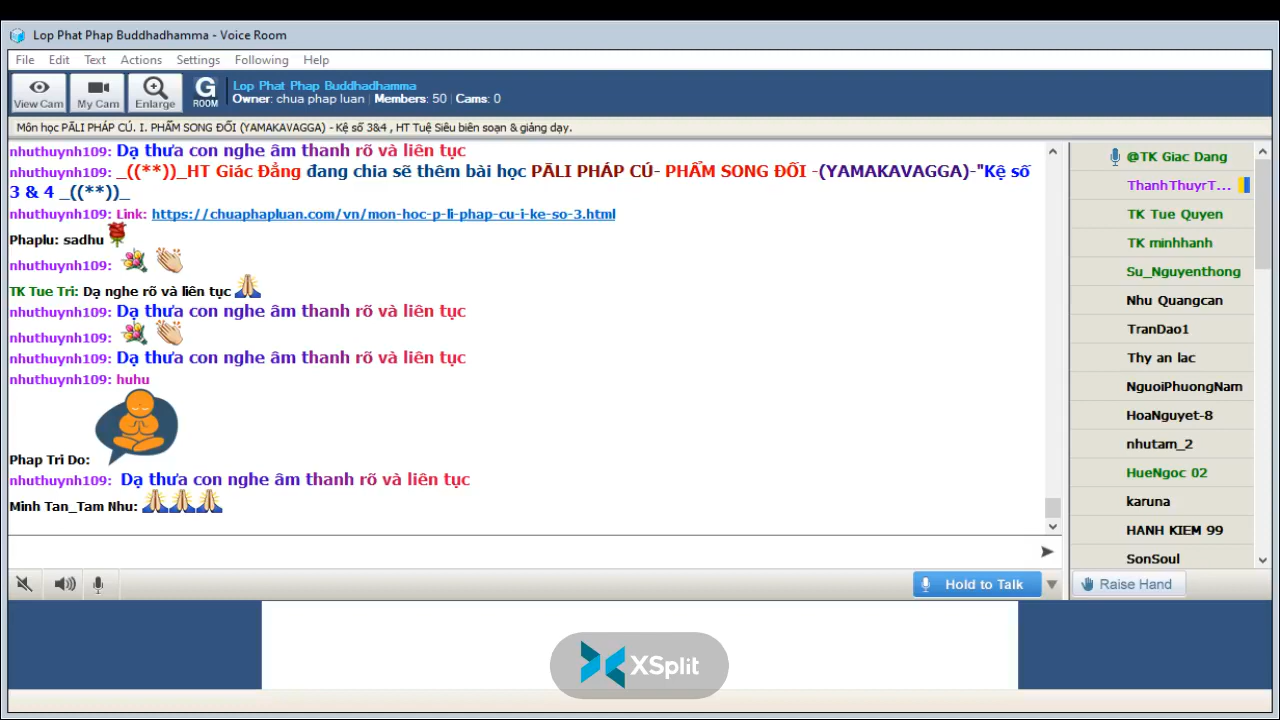 Lop Phat Phap Buddhadhamma - Voice Room
File Edit Text Actions Settings Following Help
View Cam My Cam Enlarge G ROOM
Lop Phat Phap Buddhadhamma
Owner: chua phap luan | Members: 50 | Cams: 0
Môn học PĀLI PHÁP CÚ. I. PHẨM SONG ĐỐI (YAMAKAVAGGA) - Kệ số 3&4 , HT Tuệ Siêu biên soạn & giảng dạy.
nhuthuynh109: Dạ thưa con nghe âm thanh rõ và liên tục
nhuthuynh109: _((**))_HT Giác Đẳng đang chia sẽ thêm bài học PĀLI PHÁP CÚ- PHẨM SONG ĐỐI -(YAMAKAVAGGA)-"Kệ số
3 & 4 _((**))_
nhuthuynh109: Link: https://chuaphapluan.com/vn/mon-hoc-p-li-phap-cu-i-ke-so-3.html
Phaplu: sadhu
nhuthuynh109:
TK Tue Tri: Dạ nghe rõ và liên tục
nhuthuynh109: Dạ thưa con nghe âm thanh rõ và liên tục
nhuthuynh109:
nhuthuynh109: Dạ thưa con nghe âm thanh rõ và liên tục
nhuthuynh109: huhu
Phap Tri Do:
nhuthuynh109: Dạ thưa con nghe âm thanh rõ và liên tục
Minh Tan_Tam Nhu:
@TK Giac Dang
ThanhThuyrT...
TK Tue Quyen
TK minhhanh
Su_Nguyenthong
Nhu Quangcan
TranDao1
Thy an lac
NguoiPhuongNam
HoaNguyet-8
nhutam_2
HueNgoc 02
karuna
HANH KIEM 99
SonSoul
Hold to Talk
Raise Hand
XSplit